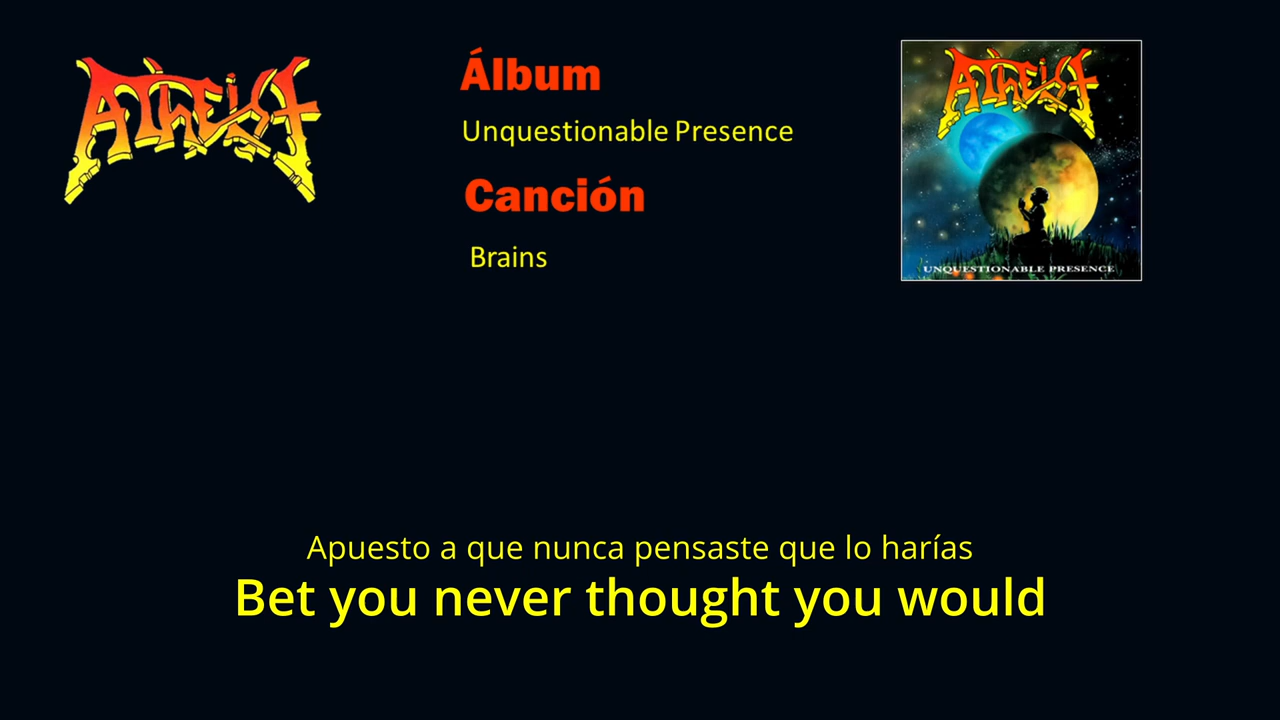 ATHEIST
Álbum
Unquestionable Presence
Canción
Brains
ATHEIST
UNQUESTIONABLE PRESENCE
Apuesto a que nunca pensaste que lo harías
Bet you never thought you would